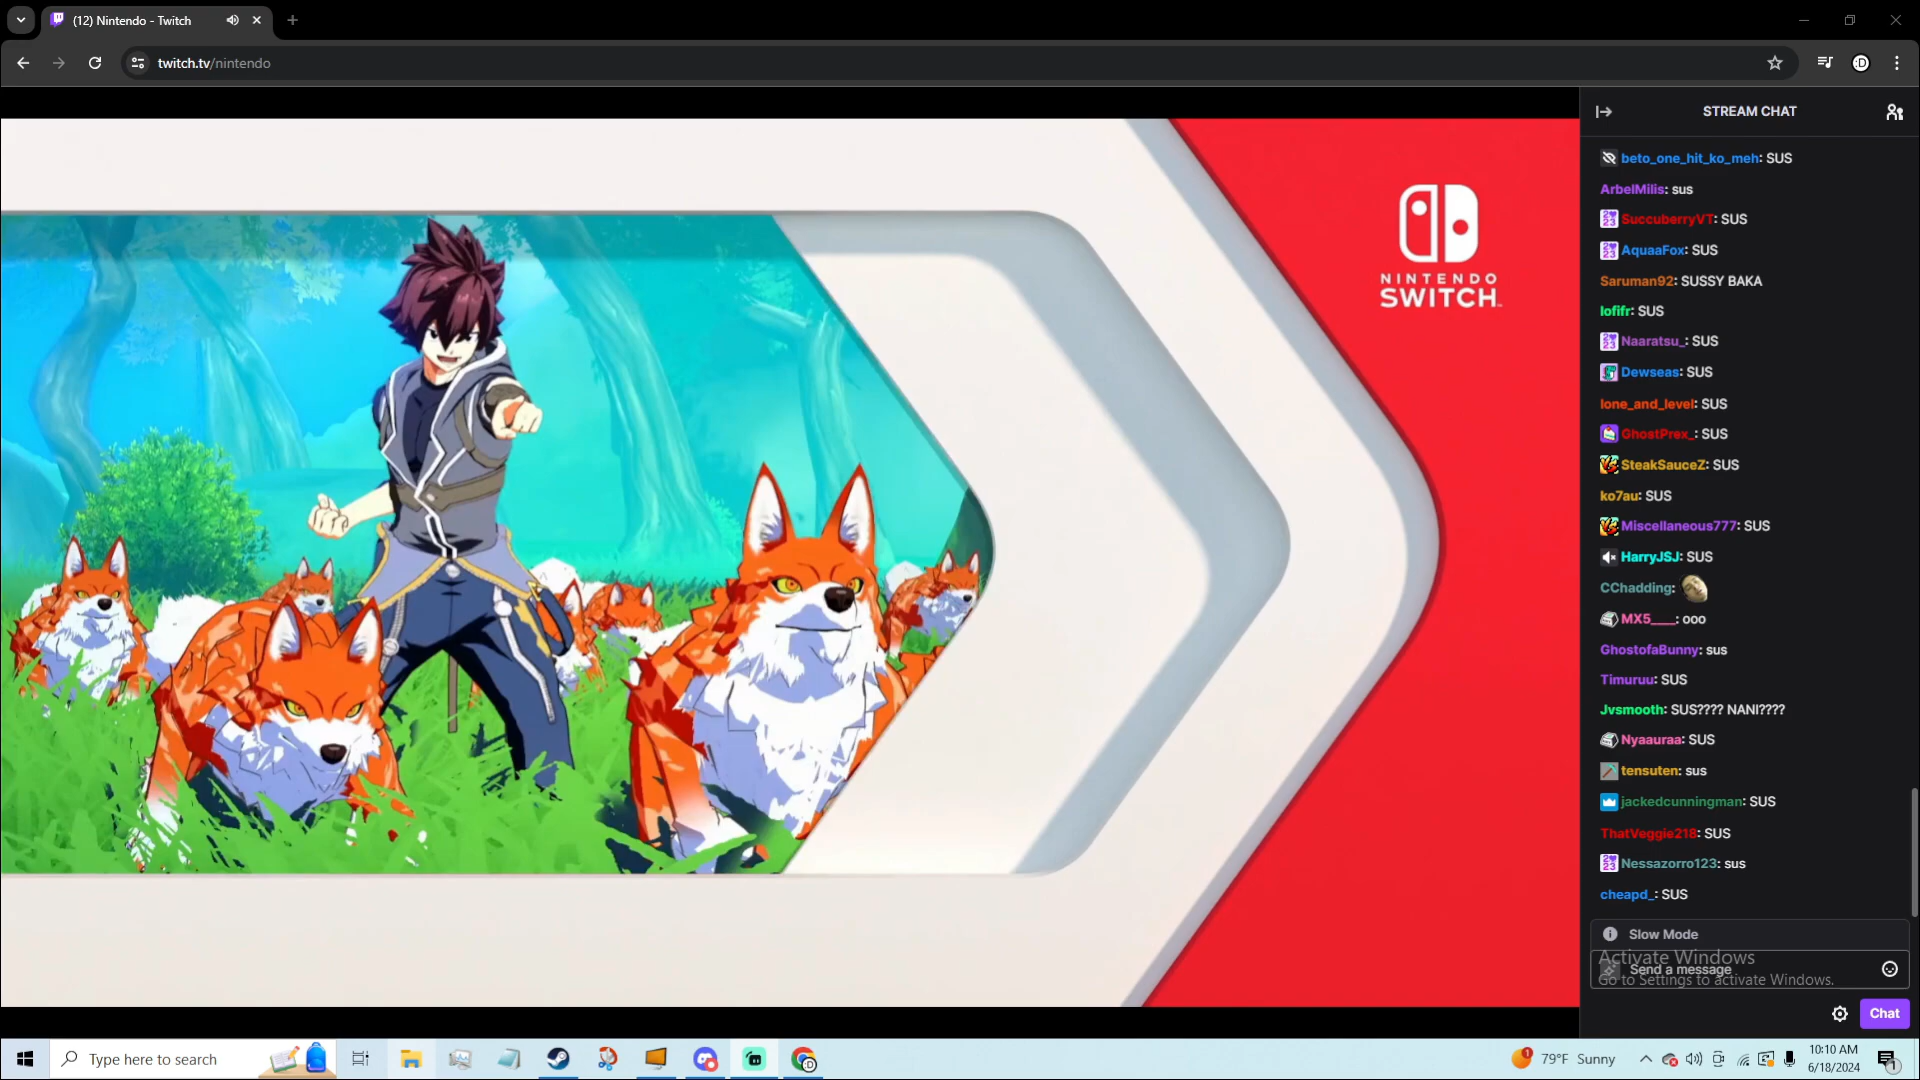 (12) Nintendo - Twitch
twitch.tv/nintendo
NINTENDO
SWITCH
STREAM CHAT
beto_one_hit_ko_meh: SUS
ArbelMilis: sus
SuccuberryVT: SUS
AquaaFox: SUS
Saruman92: SUSSY BAKA
lofifr: SUS
Naaratsu_: SUS
Dewseas: SUS
lone_and_level: SUS
GhostPrex_: SUS
SteakSauceZ: SUS
ko7au: SUS
Miscellaneous777: SUS
HarryJSJ: SUS
CChadding:
MX5____: ooo
GhostofaBunny: sus
Timuruu: SUS
Jvsmooth: SUS???? NANI????
Nyaauraa: SUS
tensuten: sus
jackedcunningman: SUS
ThatVeggie218: SUS
Nessazorro123: sus
cheapd_: SUS
Slow Mode
Activate Windows
Send a message
Go to Settings to activate Windows.
Chat
Type here to search
79°F Sunny
10:10 AM
6/18/2024